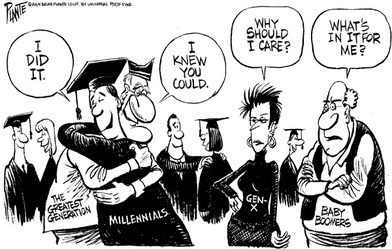 PLANTE
I
DID
IT.
I
KNEW
YOU
COULD.
WHY
SHOULD
I CARE?
WHAT'S
IN IT FOR
ME?
THE
GREATEST
GENERATION
MILLENNIALS
GEN-
X
BABY
BOOMERS